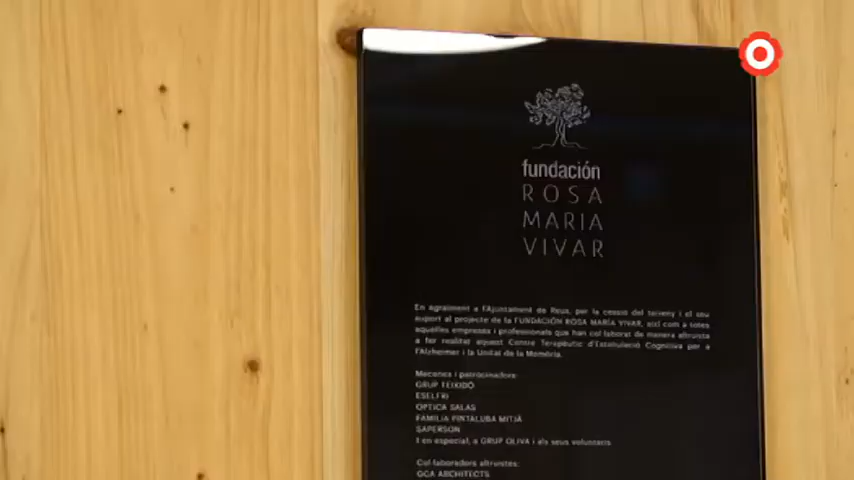 fundación
ROSA
MARIA
VIVAR
En agraïment a l'Ajuntament de Reus, per la cessió del terreny i el seu
suport al projecte de la FUNDACIÓN ROSA MARÍA VIVAR, així com a totes
aquelles empreses i professionals que han col·laborat de manera altruista
a fer realitat aquest Centre Terapèutic d'Estimulació Cognitiva per a
l'Alzheimer i la Unitat de la Memòria.
Mecenes i patrocinadors:
GRUP TEIXIDÓ
ESELFRI
OPTICA SALAS
FAMILIA PINTALUBA MITJÀ
SAPERSON
I en especial, a GRUP OLIVA i als seus voluntaris
Col·laboradors altruistes:
GCA ARCHITECTS